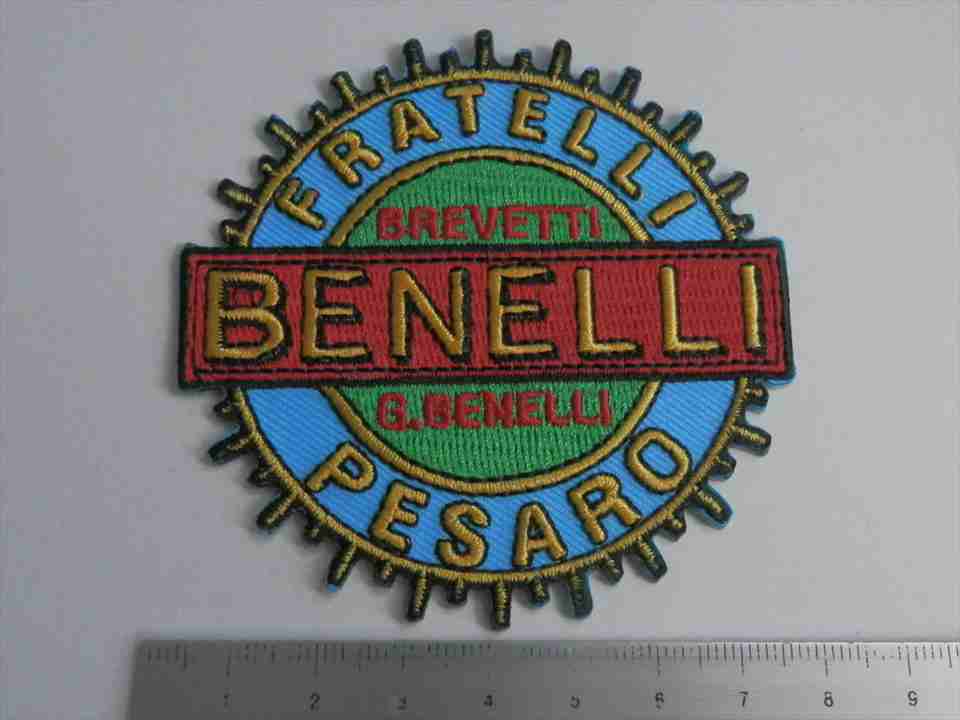 FRATELLI
BREVETTI
BENELLI
G.BENELLI
PESARO
1 2 3 4 5 6 7 8 9